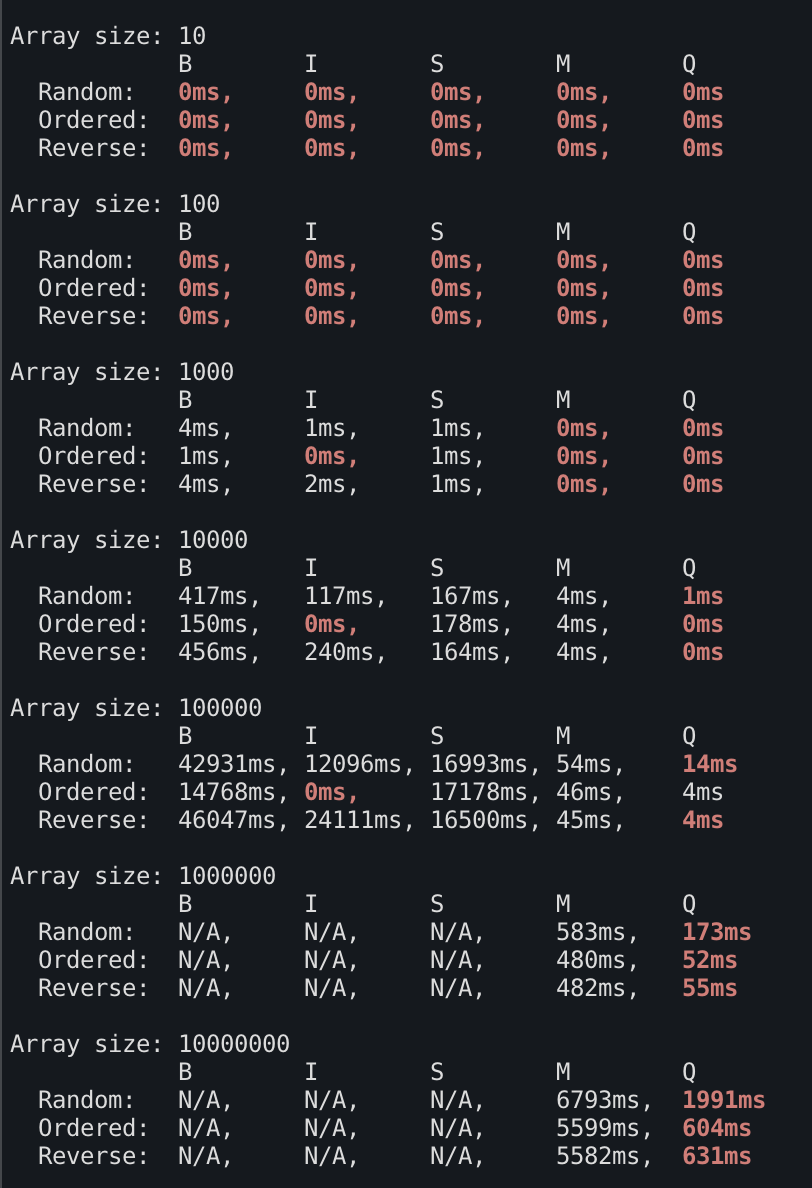 Array size: 10
            B        I        S        M        Q
  Random:   0ms,     0ms,     0ms,     0ms,     0ms
  Ordered:  0ms,     0ms,     0ms,     0ms,     0ms
  Reverse:  0ms,     0ms,     0ms,     0ms,     0ms

Array size: 100
            B        I        S        M        Q
  Random:   0ms,     0ms,     0ms,     0ms,     0ms
  Ordered:  0ms,     0ms,     0ms,     0ms,     0ms
  Reverse:  0ms,     0ms,     0ms,     0ms,     0ms

Array size: 1000
            B        I        S        M        Q
  Random:   4ms,     1ms,     1ms,     0ms,     0ms
  Ordered:  1ms,     0ms,     1ms,     0ms,     0ms
  Reverse:  4ms,     2ms,     1ms,     0ms,     0ms

Array size: 10000
            B        I        S        M        Q
  Random:   417ms,   117ms,   167ms,   4ms,     1ms
  Ordered:  150ms,   0ms,     178ms,   4ms,     0ms
  Reverse:  456ms,   240ms,   164ms,   4ms,     0ms

Array size: 100000
            B        I        S        M        Q
  Random:   42931ms, 12096ms, 16993ms, 54ms,    14ms
  Ordered:  14768ms, 0ms,     17178ms, 46ms,    4ms
  Reverse:  46047ms, 24111ms, 16500ms, 45ms,    4ms

Array size: 1000000
            B        I        S        M        Q
  Random:   N/A,     N/A,     N/A,     583ms,   173ms
  Ordered:  N/A,     N/A,     N/A,     480ms,   52ms
  Reverse:  N/A,     N/A,     N/A,     482ms,   55ms

Array size: 10000000
            B        I        S        M        Q
  Random:   N/A,     N/A,     N/A,     6793ms,  1991ms
  Ordered:  N/A,     N/A,     N/A,     5599ms,  604ms
  Reverse:  N/A,     N/A,     N/A,     5582ms,  631ms